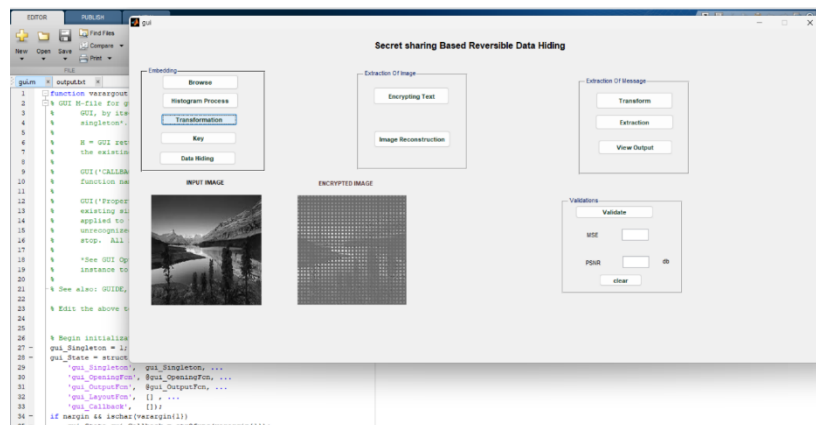 EDITOR
PUBLISH
New
Open
Save
Find Files
Compare
Print
FILE
gui.m × output.txt ×
1 function varargout
2 % GUI M-file for g
3 % GUI, by its
4 % singleton*.
5 %
6 % H = GUI ret
7 % the existin
8 %
9 % GUI('CALLBA
10 % function na
11 %
12 % GUI('Proper
13 % existing si
14 % applied to
15 % unrecognize
16 % stop. All
17 %
18 % *See GUI Op
19 % instance to
20 %
21 % See also: GUIDE,
22
23 % Edit the above t
24
25
26 % Begin initializa
27 gui_Singleton = 1;
28 gui_State = struct
29 'gui_Singleton', gui_Singleton, ...
30 'gui_OpeningFcn', @gui_OpeningFcn, ...
31 'gui_OutputFcn', @gui_OutputFcn, ...
32 'gui_LayoutFcn', [] , ...
33 'gui_Callback', []);
34 if nargin && ischar(varargin{1})
gui
Secret sharing Based Reversible Data Hiding
Embedding
Browse
Histogram Process
Transformation
Key
Data Hiding
Extraction Of Image
Encrypting Text
Image Reconstruction
Extraction Of Message
Transform
Extraction
View Output
INPUT IMAGE
ENCRYPTED IMAGE
Validations
Validate
MSE
PSNR
db
clear